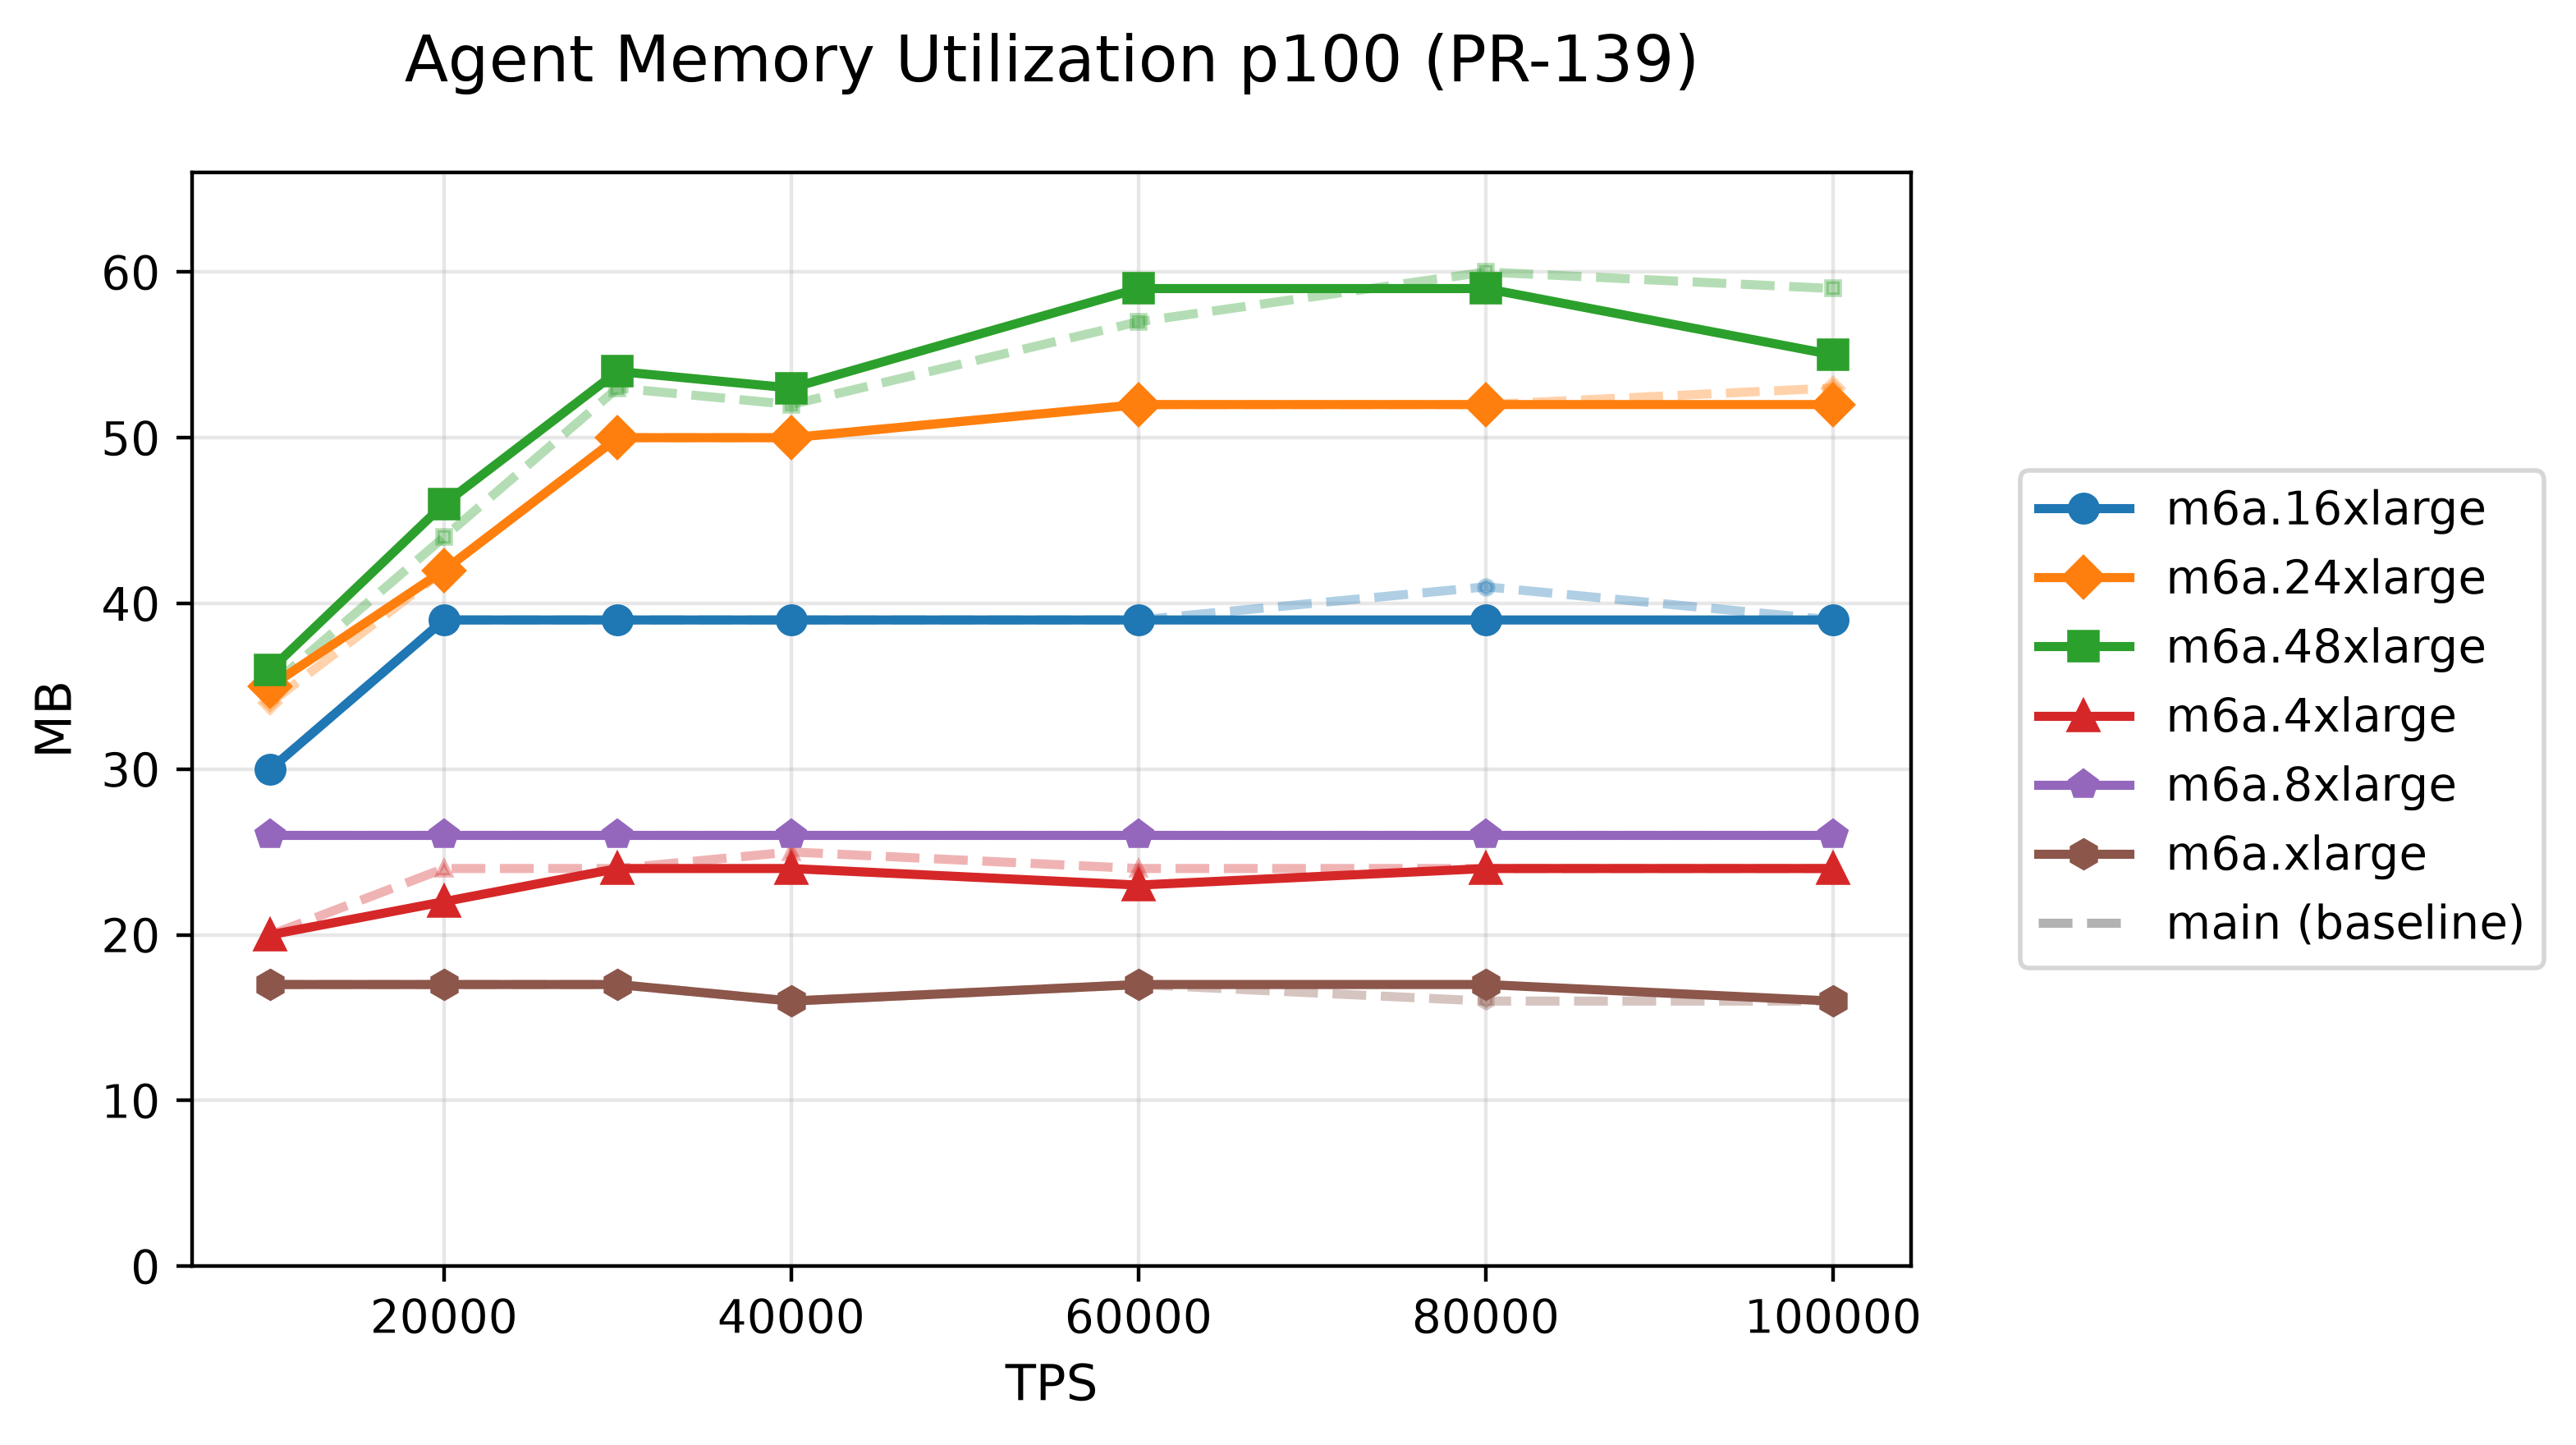 Agent Memory Utilization p100 (PR-139)
MB
60
50
40
30
20
10
0
20000 40000 60000 80000 100000
TPS
m6a.16xlarge
m6a.24xlarge
m6a.48xlarge
m6a.4xlarge
m6a.8xlarge
m6a.xlarge
main (baseline)